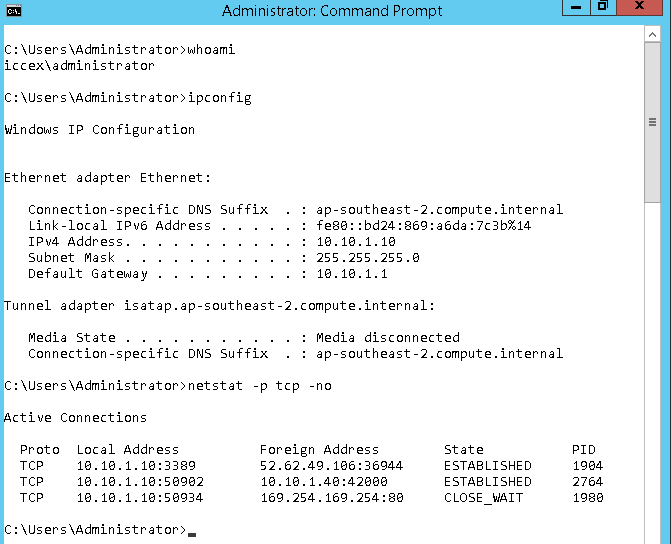 Administrator: Command Prompt
C:\Users\Administrator>whoami
iccex\administrator
C:\Users\Administrator>ipconfig
Windows IP Configuration
Ethernet adapter Ethernet:
Connection-specific DNS Suffix  . : ap-southeast-2.compute.internal
Link-local IPv6 Address . . . . . : fe80::bd24:869:a6da:7c3b%14
IPv4 Address. . . . . . . . . . . : 10.10.1.10
Subnet Mask . . . . . . . . . . . : 255.255.255.0
Default Gateway . . . . . . . . . : 10.10.1.1
Tunnel adapter isatap.ap-southeast-2.compute.internal:
Media State . . . . . . . . . . . : Media disconnected
Connection-specific DNS Suffix  . : ap-southeast-2.compute.internal
C:\Users\Administrator>netstat -p tcp -no
Active Connections
Proto  Local Address          Foreign Address        State           PID
TCP    10.10.1.10:3389        52.62.49.106:36944     ESTABLISHED     1904
TCP    10.10.1.10:50902       10.10.1.40:42000       ESTABLISHED     2764
TCP    10.10.1.10:50934       169.254.169.254:80     CLOSE_WAIT      1980
C:\Users\Administrator>_